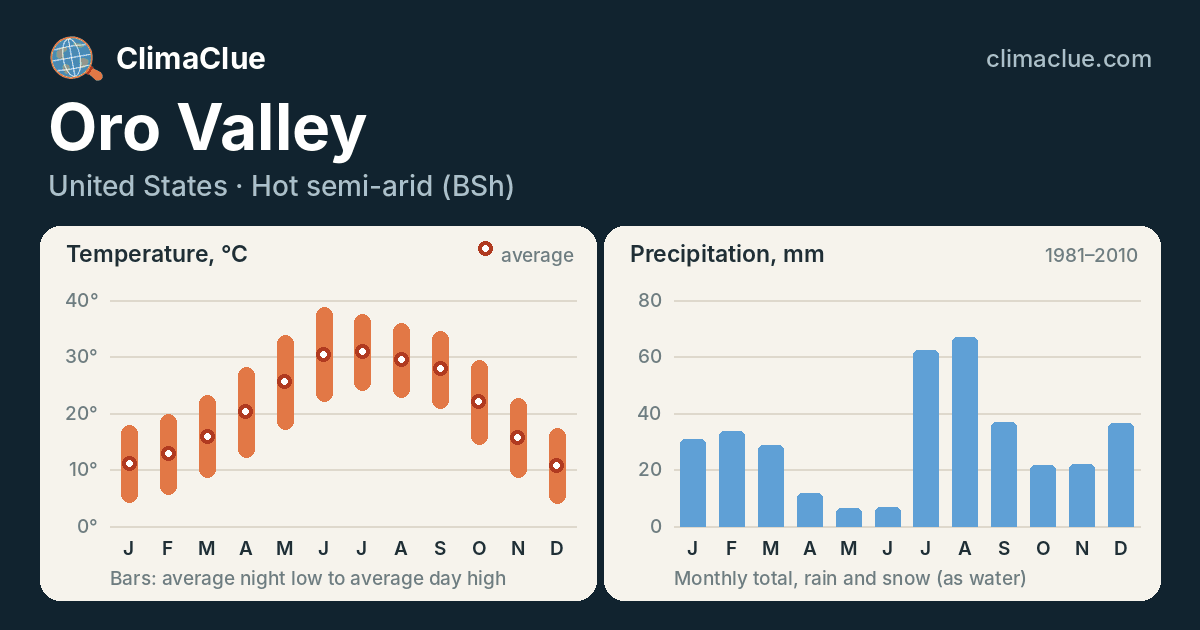 ClimaClue
climaclue.com
Oro Valley
United States · Hot semi-arid (BSh)
Temperature, °C
average
40°
30°
20°
10°
0°
J F M A M J J A S O N D
Bars: average night low to average day high
Precipitation, mm
1981–2010
80
60
40
20
0
J F M A M J J A S O N D
Monthly total, rain and snow (as water)